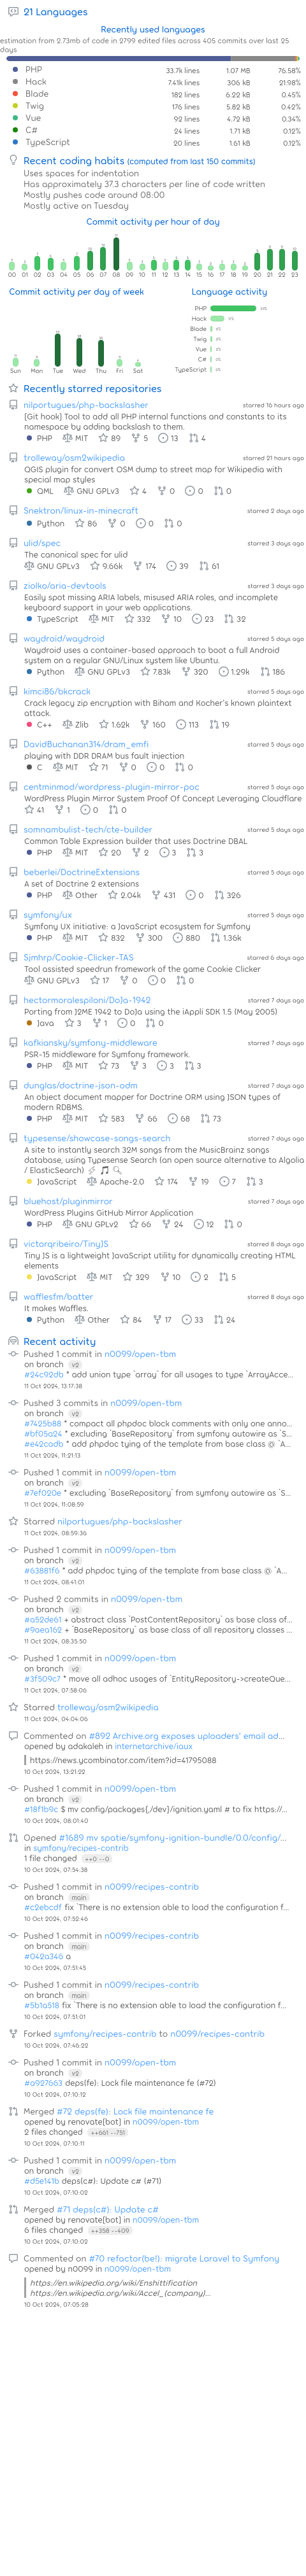 21 Languages
Recently used languages
estimation from 2.73mb of code in 2799 edited files across 405 commits over last 25
days
PHP 33.7k lines 1.07 MB 76.58%
Hack 7.41k lines 306 kB 21.98%
Blade 182 lines 6.22 kB 0.45%
Twig 176 lines 5.82 kB 0.42%
Vue 92 lines 4.72 kB 0.34%
C# 24 lines 1.71 kB 0.12%
TypeScript 20 lines 1.61 kB 0.12%
Recent coding habits (computed from last 150 commits)
Uses spaces for indentation
Has approximately 37.3 characters per line of code written
Mostly pushes code around 08:00
Mostly active on Tuesday
Commit activity per hour of day
00 01 02 03 04 05 06 07 08 09 10 11 12 13 14 15 16 17 18 19 20 21 22 23
Commit activity per day of week
Language activity
PHP
Hack
Blade
Twig
Vue
C#
TypeScript
Sun Mon Tue Wed Thu Fri Sat
Recently starred repositories
nilportugues/php-backslasher starred 16 hours ago
[Git hook] Tool to add all PHP internal functions and constants to its
namespace by adding backslash to them.
PHP MIT 89 5 13 4
trolleway/osm2wikipedia starred 21 hours ago
QGIS plugin for convert OSM dump to street map for Wikipedia with
special map styles
QML GNU GPLv3 4 0 0 0
Snektron/linux-in-minecraft starred 2 days ago
Python 86 0 0 0
ulid/spec starred 3 days ago
The canonical spec for ulid
GNU GPLv3 9.66k 174 39 61
ziolko/aria-devtools starred 3 days ago
Easily spot missing ARIA labels, misused ARIA roles, and incomplete
keyboard support in your web applications.
TypeScript MIT 332 10 23 32
waydroid/waydroid starred 5 days ago
Waydroid uses a container-based approach to boot a full Android
system on a regular GNU/Linux system like Ubuntu.
Python GNU GPLv3 7.83k 320 1.29k 186
kimci86/bkcrack starred 5 days ago
Crack legacy zip encryption with Biham and Kocher's known plaintext
attack.
C++ Zlib 1.62k 160 113 19
DavidBuchanan314/dram_emfi starred 5 days ago
playing with DDR DRAM bus fault injection
C MIT 71 0 0 0
centminmod/wordpress-plugin-mirror-poc starred 5 days ago
WordPress Plugin Mirror System Proof Of Concept Leveraging Cloudflare
41 1 0 0
somnambulist-tech/cte-builder starred 5 days ago
Common Table Expression builder that uses Doctrine DBAL
PHP MIT 20 2 3 3
beberlei/DoctrineExtensions starred 5 days ago
A set of Doctrine 2 extensions
PHP Other 2.04k 431 0 326
symfony/ux starred 5 days ago
Symfony UX initiative: a JavaScript ecosystem for Symfony
PHP MIT 832 300 880 1.36k
Sjmhrp/Cookie-Clicker-TAS starred 6 days ago
Tool assisted speedrun framework of the game Cookie Clicker
GNU GPLv3 17 0 0 0
hectormoralespiloni/DoJa-1942 starred 7 days ago
Porting from J2ME 1942 to DoJa using the iAppli SDK 1.5 (May 2005)
Java 3 1 0 0
kafkiansky/symfony-middleware starred 7 days ago
PSR-15 middleware for Symfony framework.
PHP MIT 73 3 3 3
dunglas/doctrine-json-odm starred 7 days ago
An object document mapper for Doctrine ORM using JSON types of
modern RDBMS.
PHP MIT 583 66 68 73
typesense/showcase-songs-search starred 7 days ago
A site to instantly search 32M songs from the MusicBrainz songs
database, using Typesense Search (an open source alternative to Algolia
/ ElasticSearch) ⚡ 🎵 🔍
JavaScript Apache-2.0 174 19 7 3
bluehost/pluginmirror starred 7 days ago
WordPress Plugins GitHub Mirror Application
PHP GNU GPLv2 66 24 12 0
victorqribeiro/TinyJS starred 8 days ago
Tiny JS is a lightweight JavaScript utility for dynamically creating HTML
elements
JavaScript MIT 329 10 2 5
wafflesfm/batter starred 8 days ago
It makes Waffles.
Python Other 84 17 33 24
Recent activity
Pushed 1 commit in n0099/open-tbm
on branch v2
#24c92db * add union type `array` for all usages to type `ArrayAcce...
11 Oct 2024, 13:17:38
Pushed 3 commits in n0099/open-tbm
on branch v2
#7425b88 * compact all phpdoc block comments with only one anno...
#bf05a24 * excluding `BaseRepository` from symfony autowire as `S...
#e42cadb * add phpdoc typing of the template from base class @ `A...
11 Oct 2024, 11:21:13
Pushed 1 commit in n0099/open-tbm
on branch v2
#7ef020e * excluding `BaseRepository` from symfony autowire as `S...
11 Oct 2024, 11:08:59
Starred nilportugues/php-backslasher
11 Oct 2024, 08:59:36
Pushed 1 commit in n0099/open-tbm
on branch v2
#63881f6 * add phpdoc typing of the template from base class @ `A...
11 Oct 2024, 08:41:01
Pushed 2 commits in n0099/open-tbm
on branch v2
#a52de61 + abstract class `PostContentRepository` as base class of...
#9aea162 + `BaseRepository` as base class of all repository classes ...
11 Oct 2024, 08:35:50
Pushed 1 commit in n0099/open-tbm
on branch v2
#3f509c7 * move all adhoc usages of `EntityRepository->createQue...
11 Oct 2024, 07:58:06
Starred trolleway/osm2wikipedia
11 Oct 2024, 04:04:06
Commented on #892 Archive.org exposes uploaders' email ad...
opened by adakaleh in internetarchive/iaux
https://news.ycombinator.com/item?id=41795088
10 Oct 2024, 13:21:22
Pushed 1 commit in n0099/open-tbm
on branch v2
#18f1b9c $ mv config/packages{,/dev}/ignition.yaml # to fix https://...
10 Oct 2024, 08:01:40
Opened #1689 mv spatie/symfony-ignition-bundle/0.0/config/...
in symfony/recipes-contrib
1 file changed ++0 --0
10 Oct 2024, 07:54:38
Pushed 1 commit in n0099/recipes-contrib
on branch main
#c2ebcdf fix `There is no extension able to load the configuration f...
10 Oct 2024, 07:52:46
Pushed 1 commit in n0099/recipes-contrib
on branch main
#042a346 a
10 Oct 2024, 07:51:45
Pushed 1 commit in n0099/recipes-contrib
on branch main
#5b1a518 fix `There is no extension able to load the configuration f...
10 Oct 2024, 07:51:01
Forked symfony/recipes-contrib to n0099/recipes-contrib
10 Oct 2024, 07:46:22
Pushed 1 commit in n0099/open-tbm
on branch v2
#a927663 deps(fe): Lock file maintenance fe (#72)
10 Oct 2024, 07:10:12
Merged #72 deps(fe): Lock file maintenance fe
opened by renovate[bot] in n0099/open-tbm
2 files changed ++661 --751
10 Oct 2024, 07:10:11
Pushed 1 commit in n0099/open-tbm
on branch v2
#d5e141b deps(c#): Update c# (#71)
10 Oct 2024, 07:10:02
Merged #71 deps(c#): Update c#
opened by renovate[bot] in n0099/open-tbm
6 files changed ++358 --409
10 Oct 2024, 07:10:02
Commented on #70 refactor(be!): migrate Laravel to Symfony
opened by n0099 in n0099/open-tbm
https://en.wikipedia.org/wiki/Enshittification
https://en.wikipedia.org/wiki/Accel_(company)...
10 Oct 2024, 07:05:28